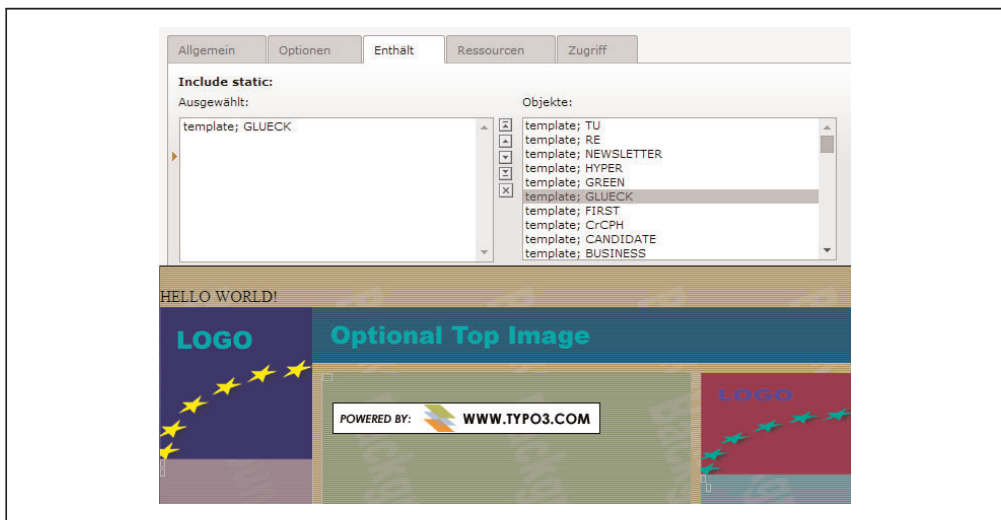 Allgemein Optionen Enthält Ressourcen Zugriff
Include static:
Ausgewählt: Objekte:
template; GLUECK
template; TU
template; RE
template; NEWSLETTER
template; HYPER
template; GREEN
template; GLUECK
template; FIRST
template; CrCPH
template; CANDIDATE
template; BUSINESS
HELLO WORLD!
LOGO
Optional Top Image
POWERED BY: WWW.TYPO3.COM
LOGO